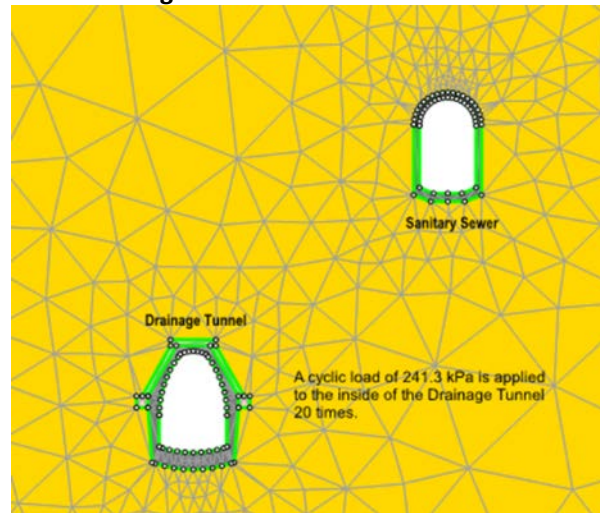 Sanitary Sewer
Drainage Tunnel
A cyclic load of 241.3 kPa is applied
to the inside of the Drainage Tunnel
20 times.